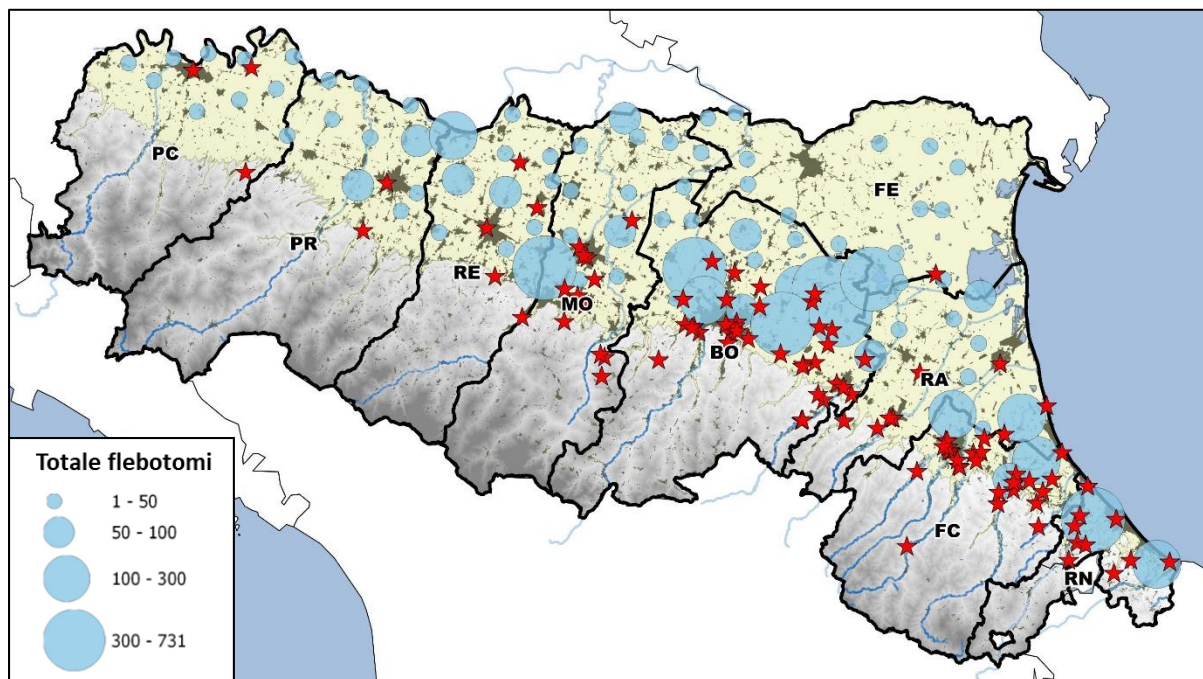 PC
PR
RE
MO
BO
FE
RA
FC
RN
Totale flebotomi
1 - 50
50 - 100
100 - 300
300 - 731